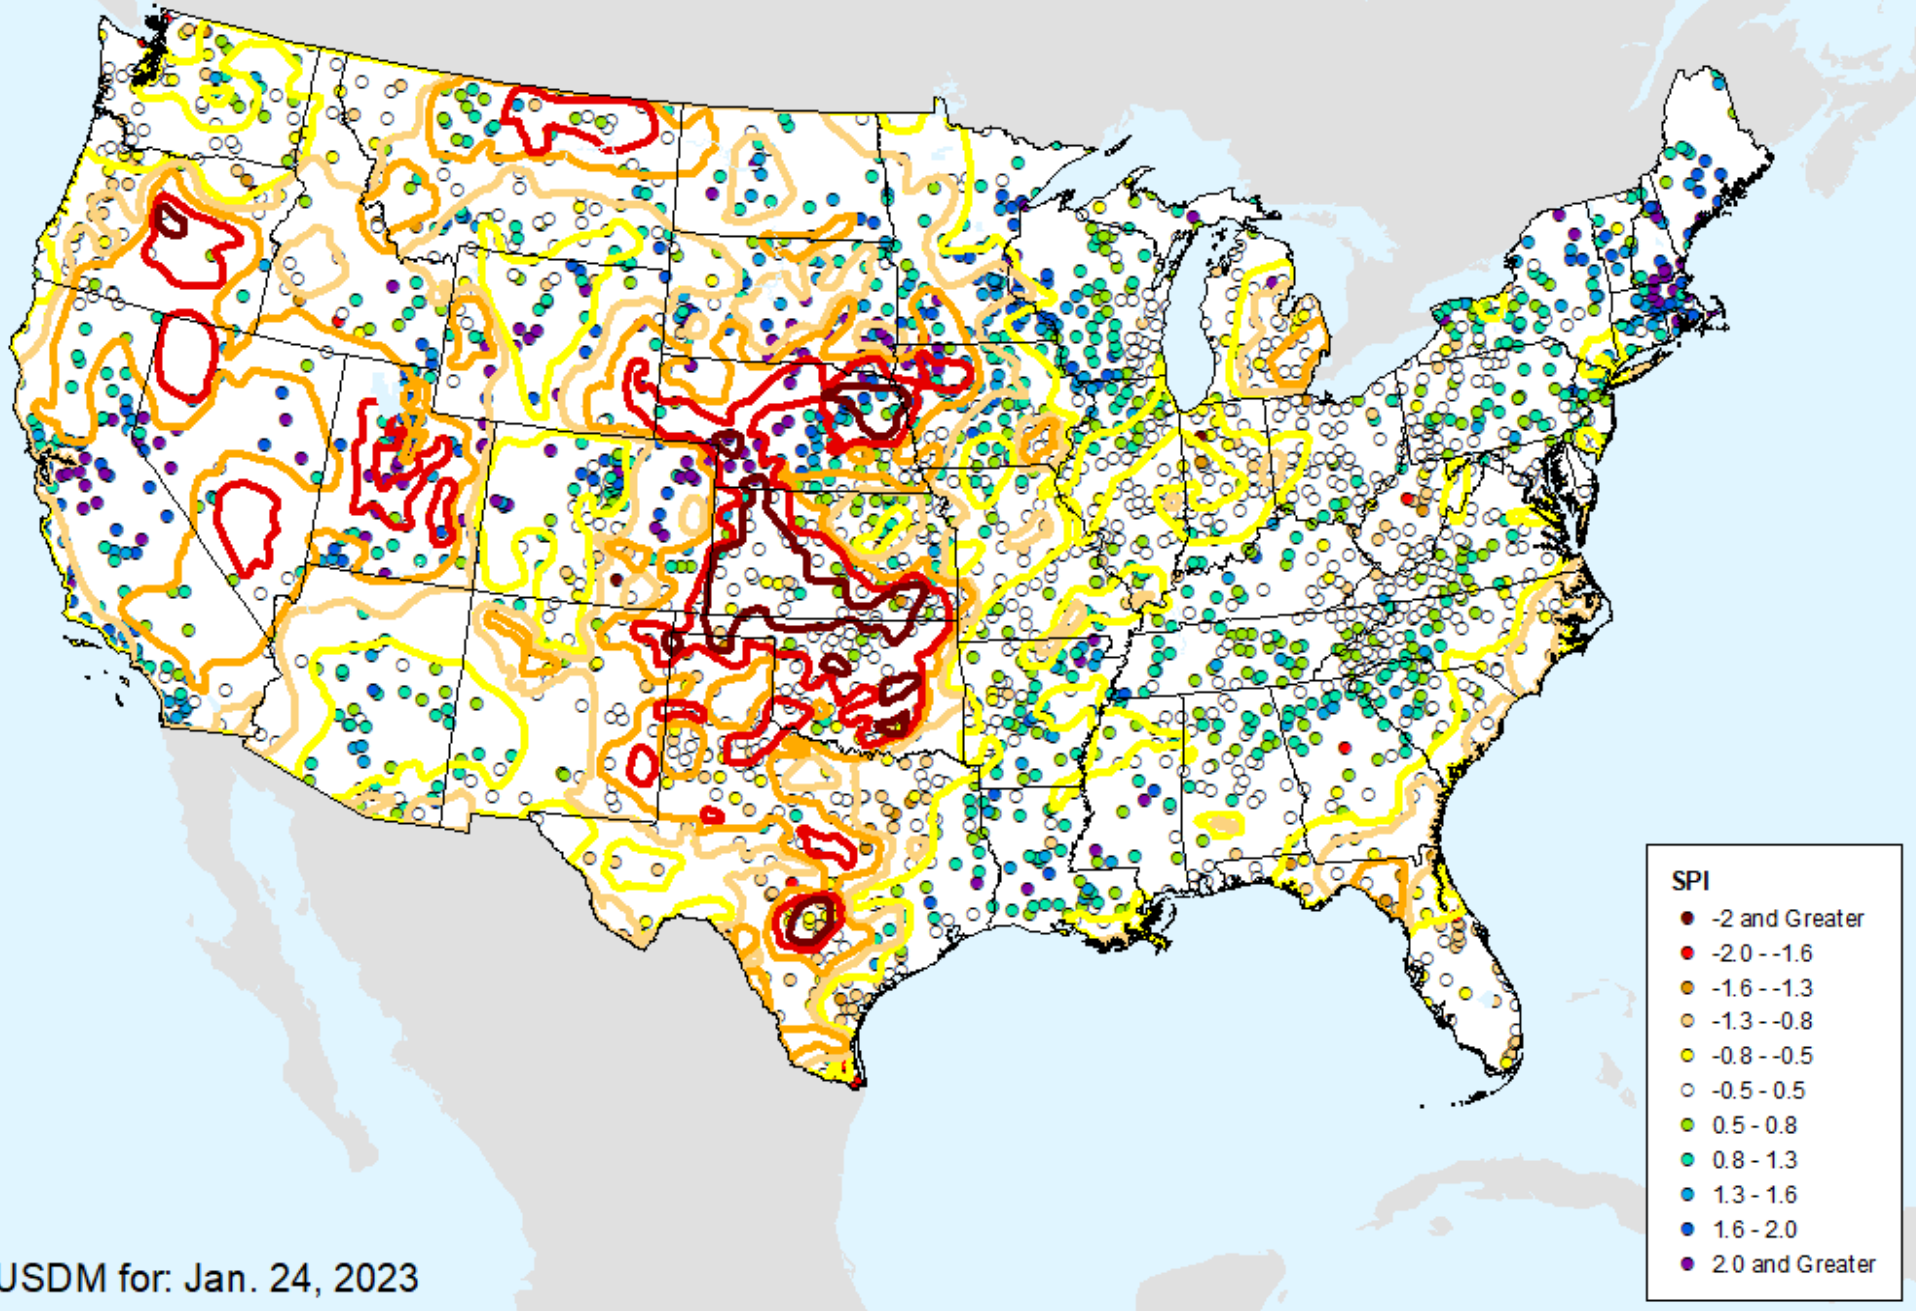 SPI
-2 and Greater
-2.0 - -1.6
-1.6 - -1.3
-1.3 - -0.8
-0.8 - -0.5
-0.5 - 0.5
0.5 - 0.8
0.8 - 1.3
1.3 - 1.6
1.6 - 2.0
2.0 and Greater
USDM for: Jan. 24, 2023